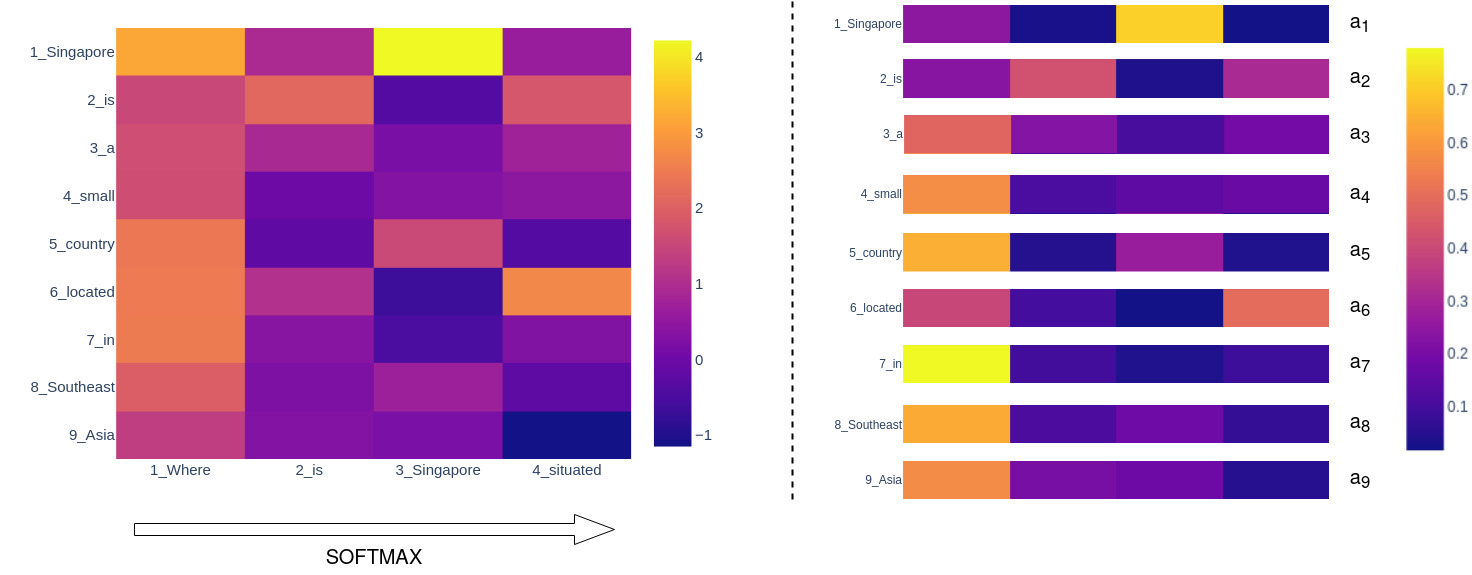 1_Singapore
2_is
3_a
4_small
5_country
6_located
7_in
8_Southeast
9_Asia
1_Where 2_is 3_Singapore 4_situated
4
3
2
1
0
−1
SOFTMAX
1_Singapore a1
2_is a2
3_a a3
4_small a4
5_country a5
6_located a6
7_in a7
8_Southeast a8
9_Asia a9
0.7
0.6
0.5
0.4
0.3
0.2
0.1